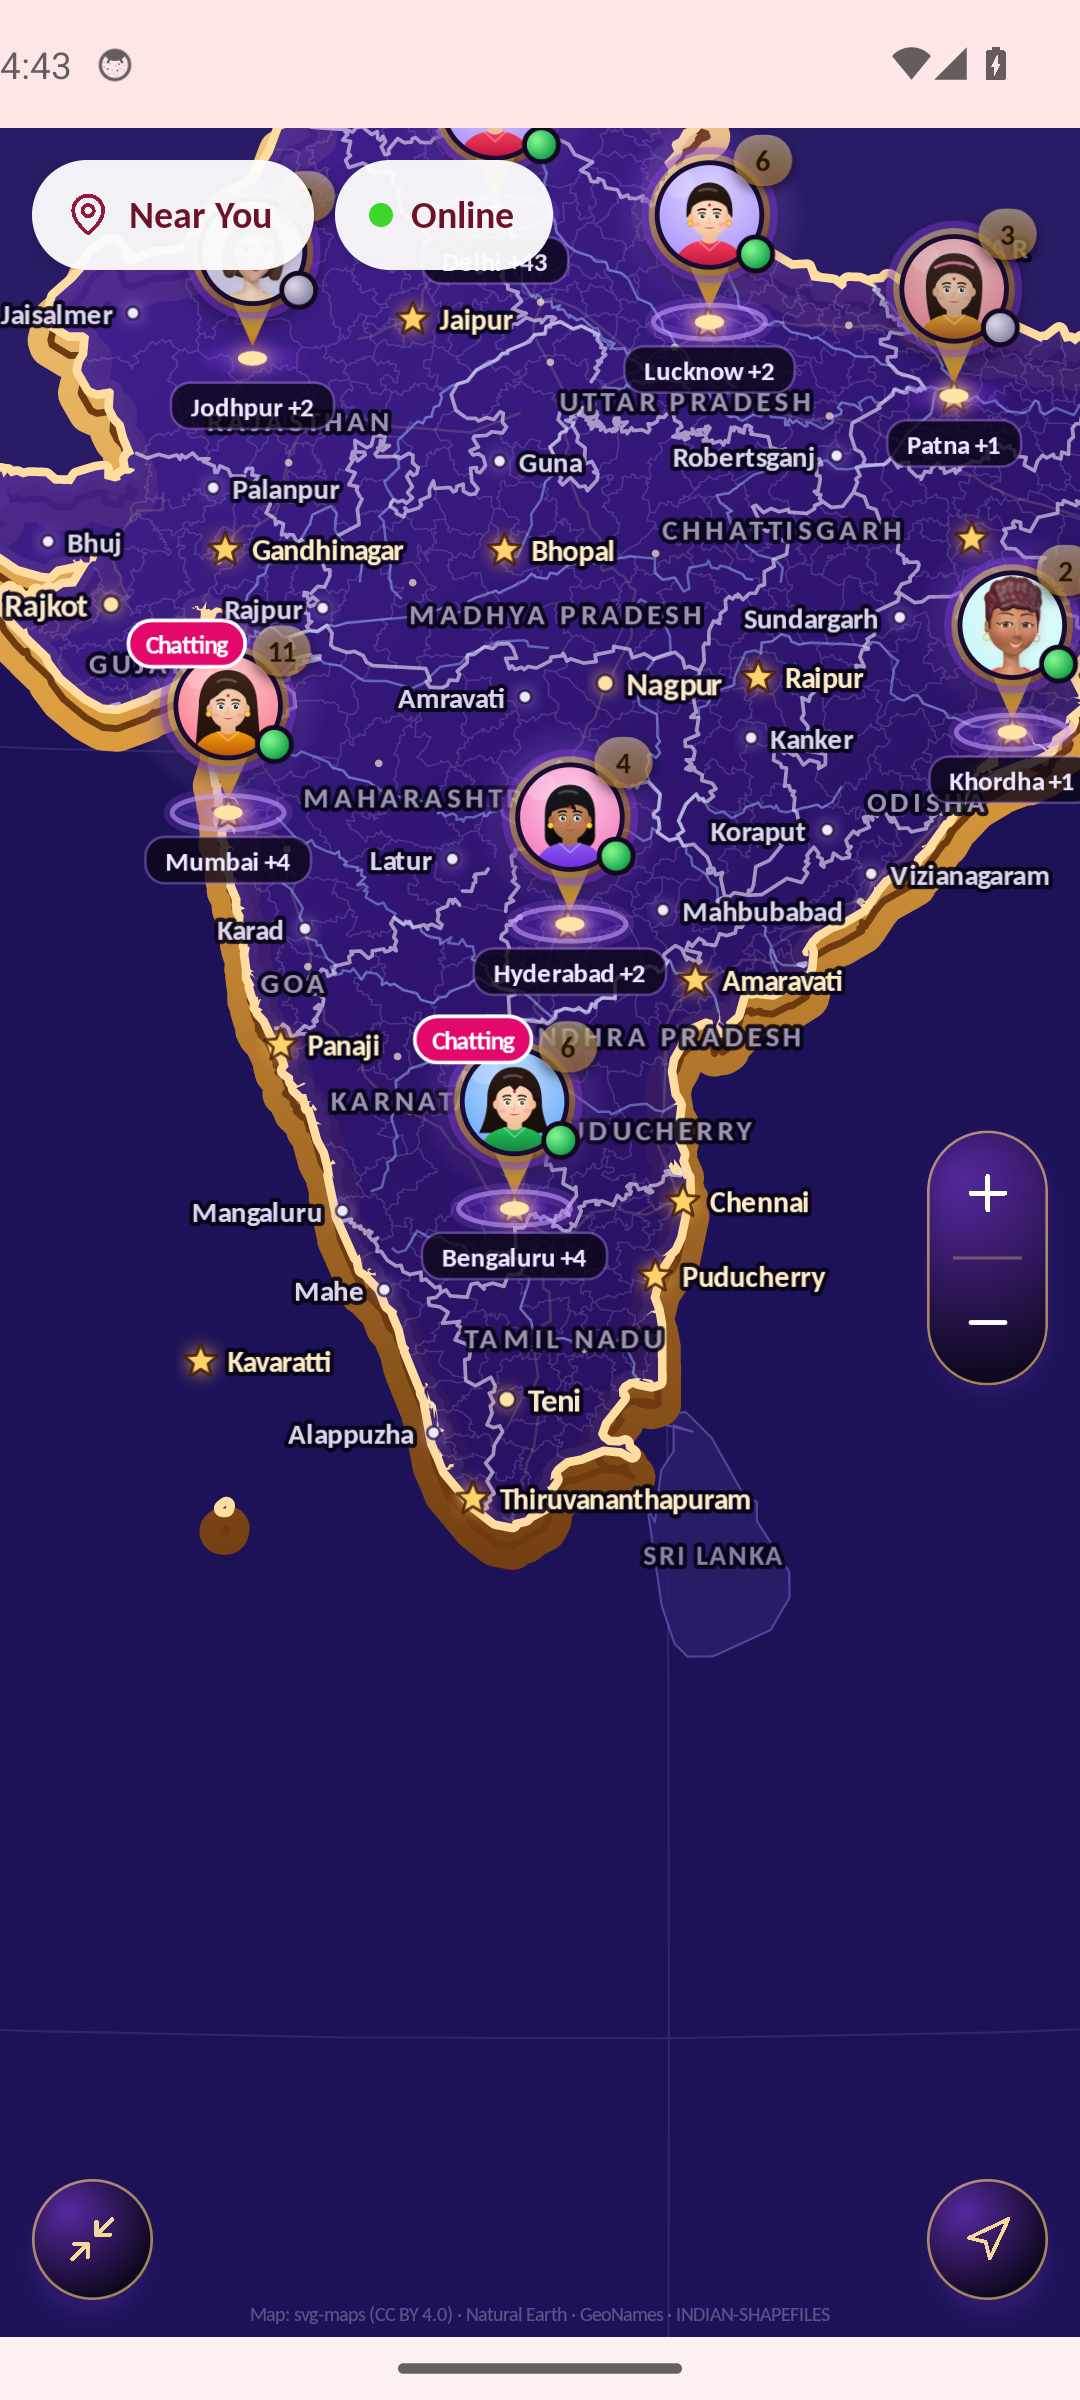 4:43
6
Near You
Online
3
Delhi +43
Jaisalmer
Jaipur
Lucknow +2
Jodhpur +2
UTTAR PRADESH
RAJASTHAN
Patna +1
Guna
Robertsganj
Palanpur
CHHATTISGARH
Bhuj
Gandhinagar
Bhopal
2
Rajkot
Rajpur
MADHYA PRADESH
Sundargarh
Chatting
11
GUJA
Amravati
Nagpur
Raipur
Kanker
4
Khordha +1
MAHARASHT
ODISHA
Koraput
Mumbai +4
Latur
Vizianagaram
Mahbubabad
Karad
Hyderabad +2
GOA
Amaravati
Chatting
6
NDHRA PRADESH
Panaji
KARNAT
UDUCHERRY
Mangaluru
Chennai
Bengaluru +4
Puducherry
Mahe
TAMIL NADU
Kavaratti
Teni
Alappuzha
Thiruvananthapuram
SRI LANKA
Map: svg-maps (CC BY 4.0) · Natural Earth · GeoNames · INDIAN-SHAPEFILES